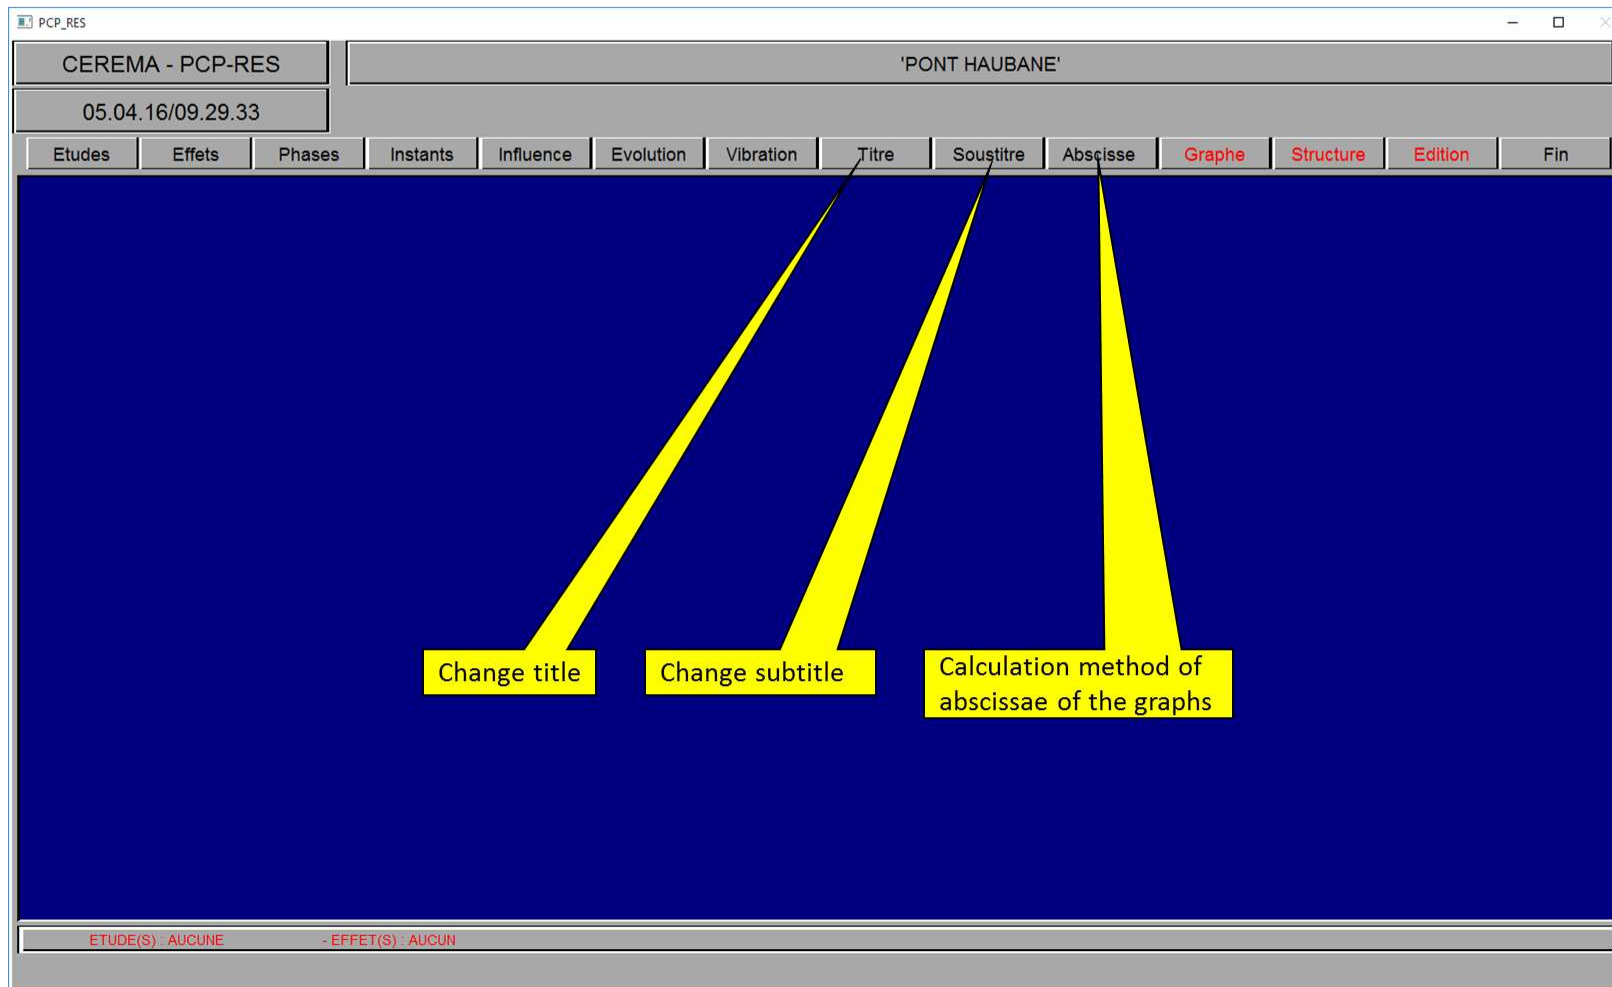 PCP_RES
CEREMA - PCP-RES
'PONT HAUBANE'
05.04.16/09.29.33
Etudes Effets Phases Instants Influence Evolution Vibration Titre Soustitre Abscisse Graphe Structure Edition Fin
Change title
Change subtitle
Calculation method of
abscissae of the graphs
ETUDE(S) : AUCUNE - EFFET(S) : AUCUN